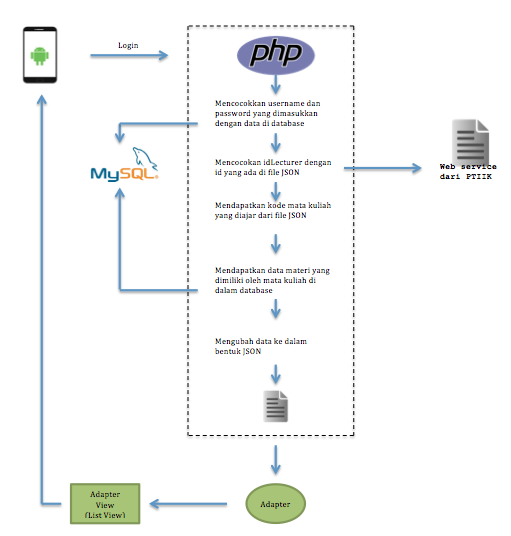 Login
php
Mencocokkan username dan
password yang dimasukkan
dengan data di database
MySQL
Mencocokan idLecturer dengan
id yang ada di file JSON
Web service
dari PTIIK
Mendapatkan kode mata kuliah
yang diajar dari file JSON
Mendapatkan data materi yang
dimiliki oleh mata kuliah di
dalam database
Mengubah data ke dalam
bentuk JSON
Adapter
View
(List View)
Adapter